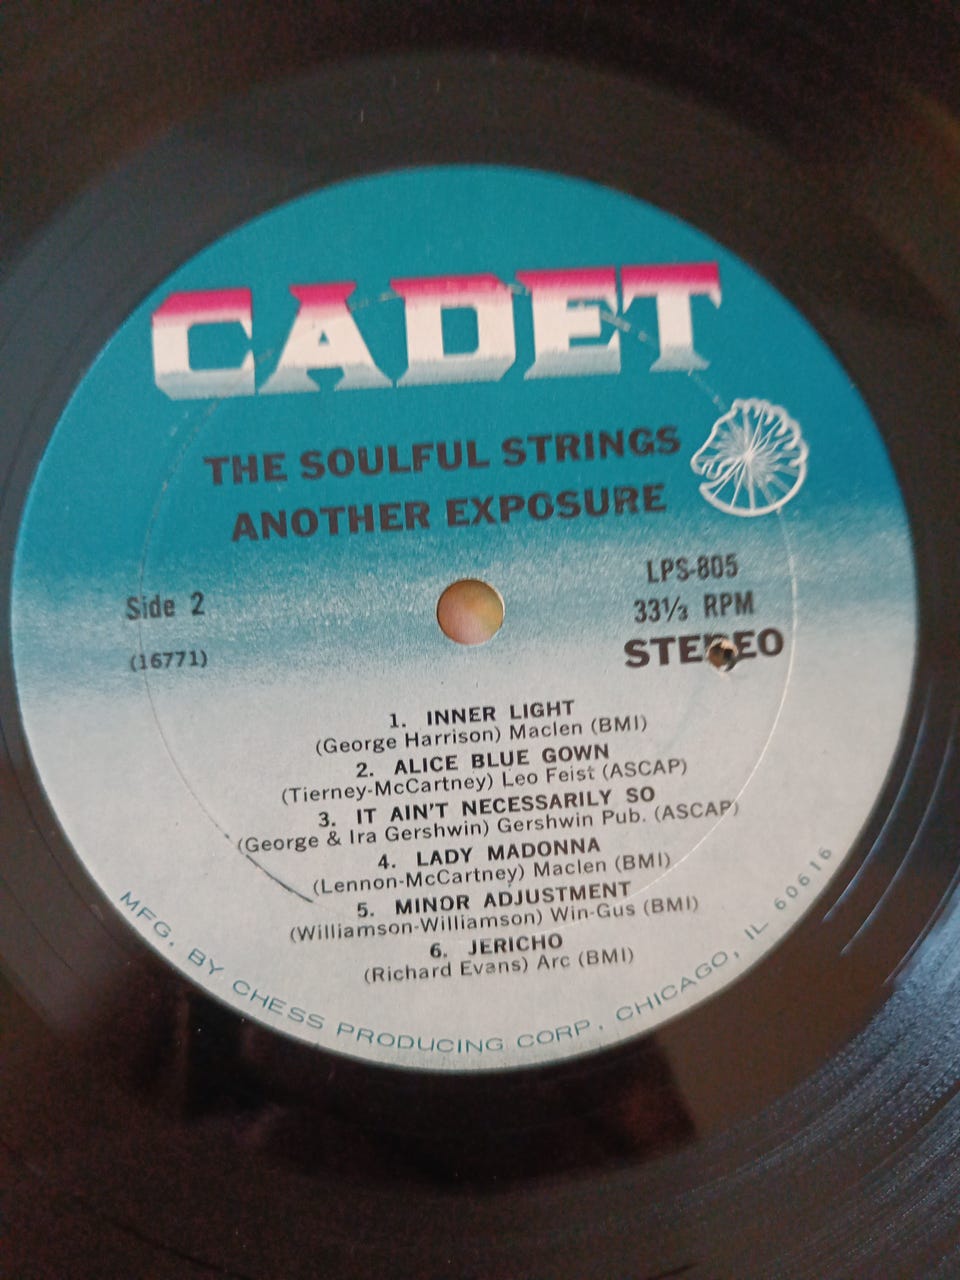 CADET
THE SOULFUL STRINGS
ANOTHER EXPOSURE
LPS-805
Side 2
33⅓ RPM
(16771)
STEREO
1. INNER LIGHT
(George Harrison) Maclen (BMI)
2. ALICE BLUE GOWN
(Tierney-McCartney) Leo Feist (ASCAP)
3. IT AIN'T NECESSARILY SO
(George & Ira Gershwin) Gershwin Pub. (ASCAP)
4. LADY MADONNA
(Lennon-McCartney) Maclen (BMI)
5. MINOR ADJUSTMENT
(Williamson-Williamson) Win-Gus (BMI)
6. JERICHO
(Richard Evans) Arc (BMI)
MFG. BY CHESS PRODUCING CORP., CHICAGO, IL 60616